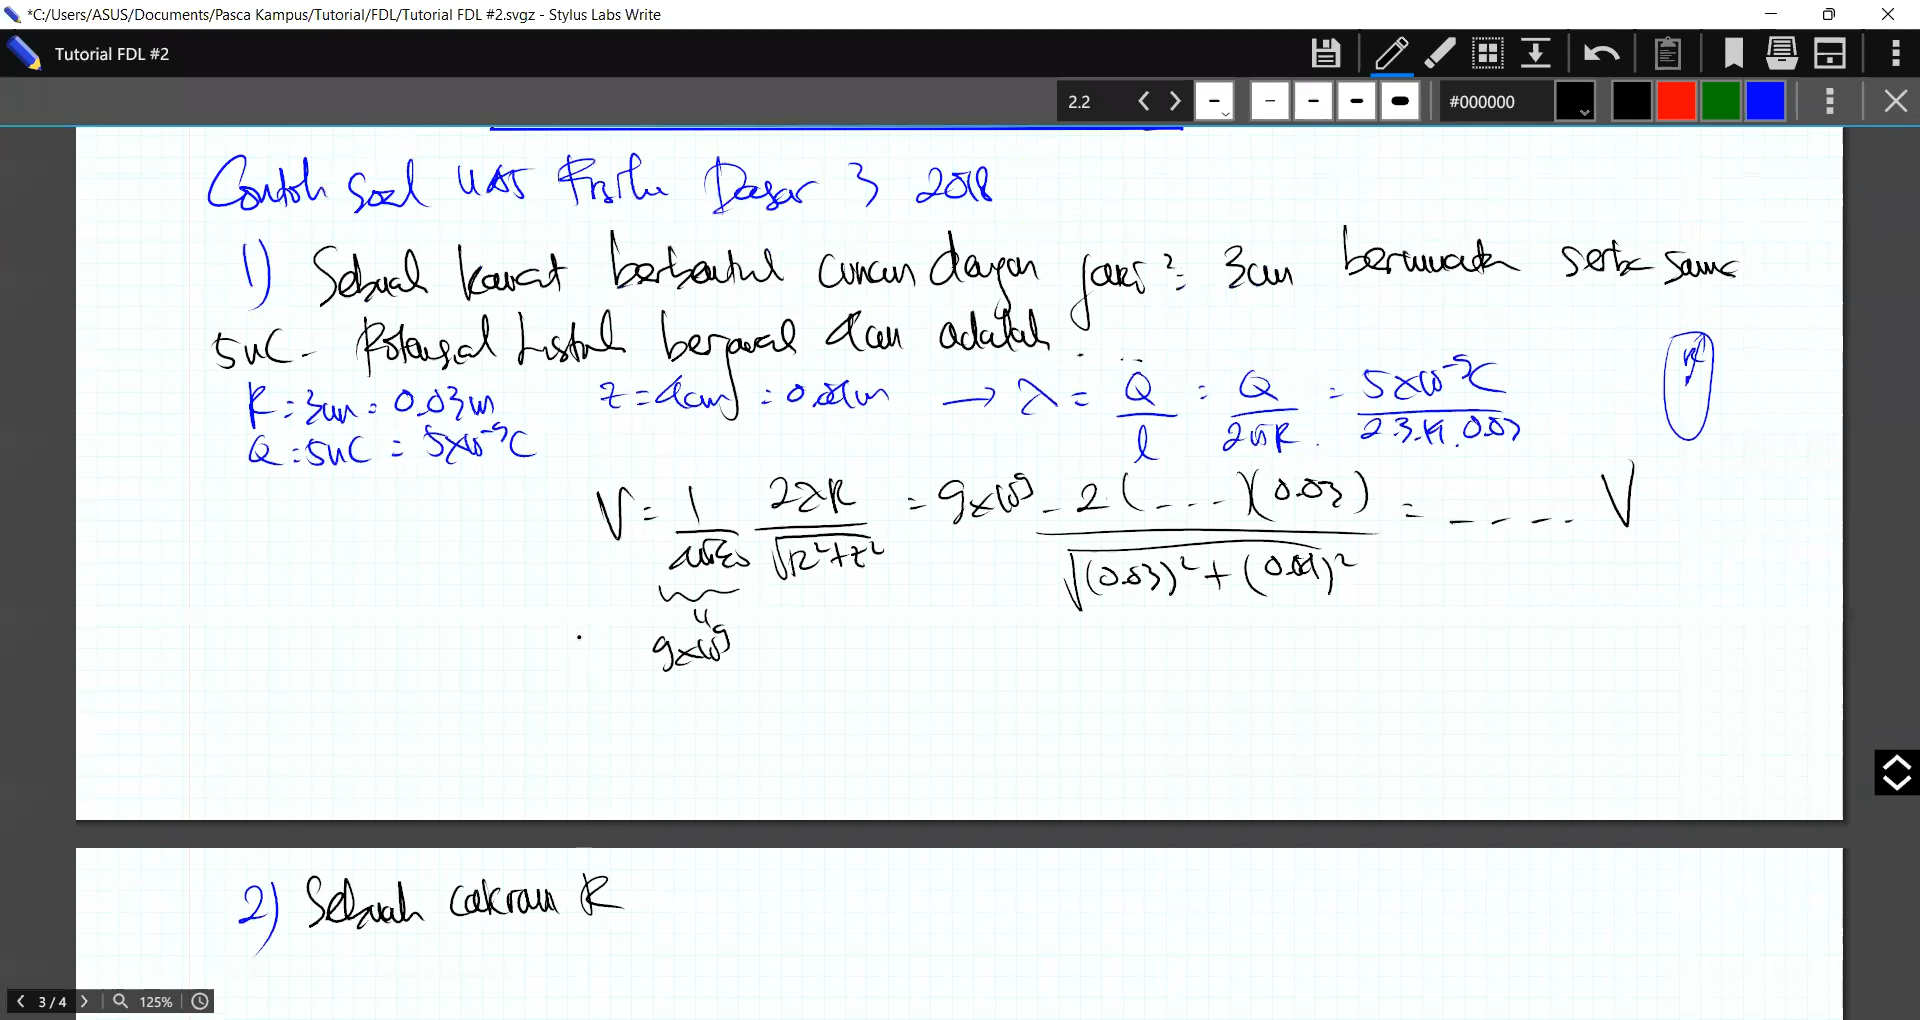 *C:/Users/ASUS/Documents/Pasca Kampus/Tutorial/FDL/Tutorial FDL #2.svgz - Stylus Labs Write
Tutorial FDL #2
2.2 #000000
Contoh Soal UAS Fisika Dasar 3 2018
1) Sebuah kawat berbentuk cincin dengan jari² = 3cm bermuatan serba sama
5nC. Potensial listrik berjarak 4cm adalah ...
R = 3cm = 0.03m z = 4cm = 0.04m → λ = Q/l = Q/2πR = 5x10⁻⁹C/2.3.14.0.03
Q = 5nC = 5x10⁻⁹C
V = 1/4πε₀ 2λR/√R²+z² = 9x10⁹ . 2(...)(0.03)/√(0.03)²+(0.04)² = .... V
9x10⁹
R
2) Sebuah cakram R
3/4 125%